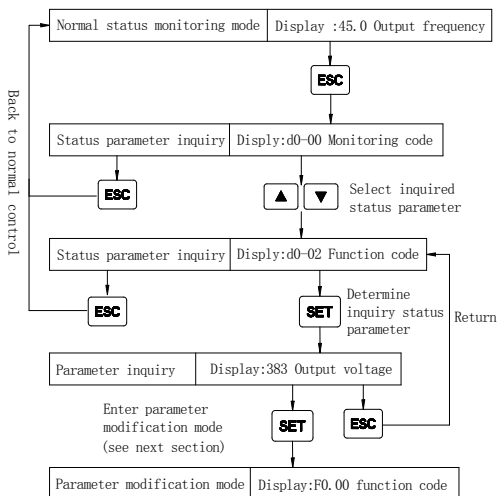 Normal status monitoring mode Display :45.0 Output frequency
ESC
Back to normal control
Status parameter inquiry Disply:d0-00 Monitoring code
ESC
▲ ▼
Select inquired
status parameter
Status parameter inquiry Disply:d0-02 Function code
ESC
SET
Determine
inquiry status
parameter
Return
Parameter inquiry Display:383 Output voltage
Enter parameter
modification mode
(see next section)
SET
ESC
Parameter modification mode Display:F0.00 function code